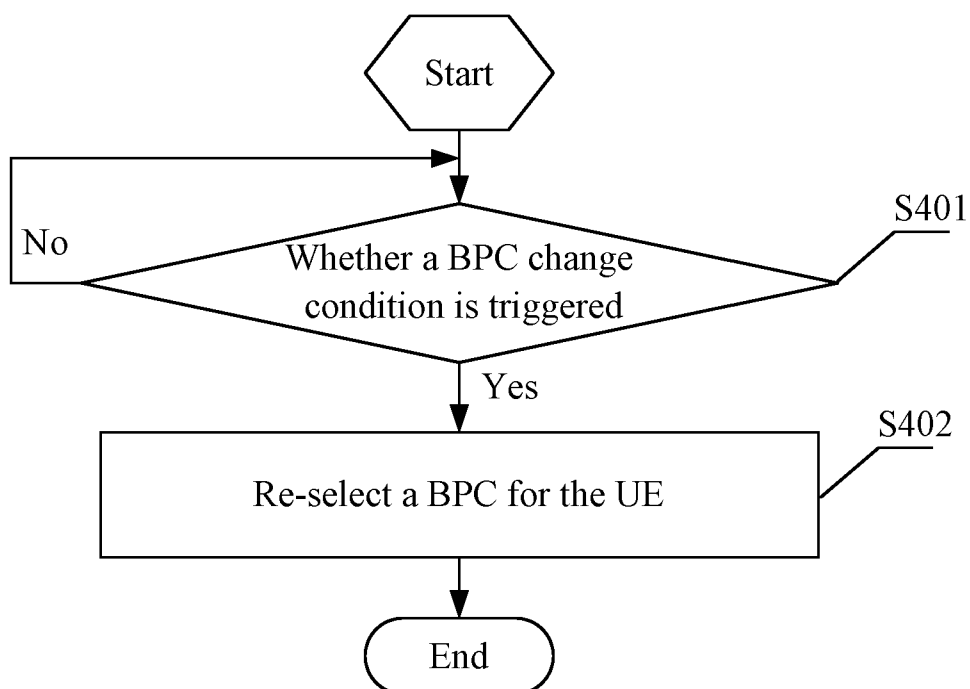 Start
S401
No
Whether a BPC change
condition is triggered
Yes
S402
Re-select a BPC for the UE
End